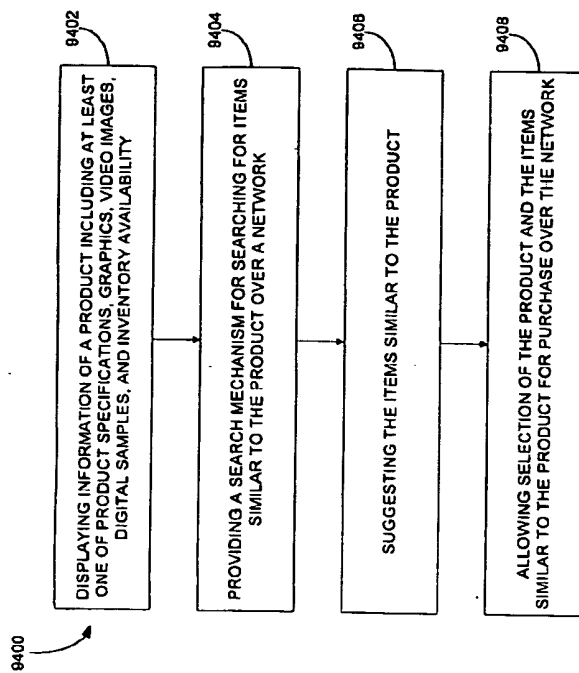 9400
DISPLAYING INFORMATION OF A PRODUCT INCLUDING AT LEAST
ONE OF PRODUCT SPECIFICATIONS, GRAPHICS, VIDEO IMAGES,
DIGITAL SAMPLES, AND INVENTORY AVAILABILITY
9402
PROVIDING A SEARCH MECHANISM FOR SEARCHING FOR ITEMS
SIMILAR TO THE PRODUCT OVER A NETWORK
9404
SUGGESTING THE ITEMS SIMILAR TO THE PRODUCT
9406
ALLOWING SELECTION OF THE PRODUCT AND THE ITEMS
SIMILAR TO THE PRODUCT FOR PURCHASE OVER THE NETWORK
9408